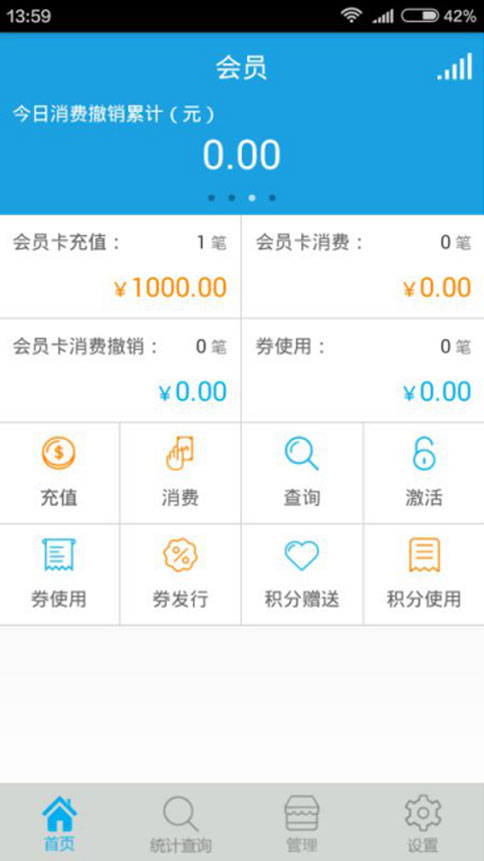 13:59 42%
会员
今日消费撤销累计（元）
0.00
会员卡充值： 1 笔
¥1000.00
会员卡消费： 0 笔
¥0.00
会员卡消费撤销： 0 笔
¥0.00
券使用： 0 笔
¥0.00
充值 消费 查询 激活
券使用 券发行 积分赠送 积分使用
首页 统计查询 管理 设置